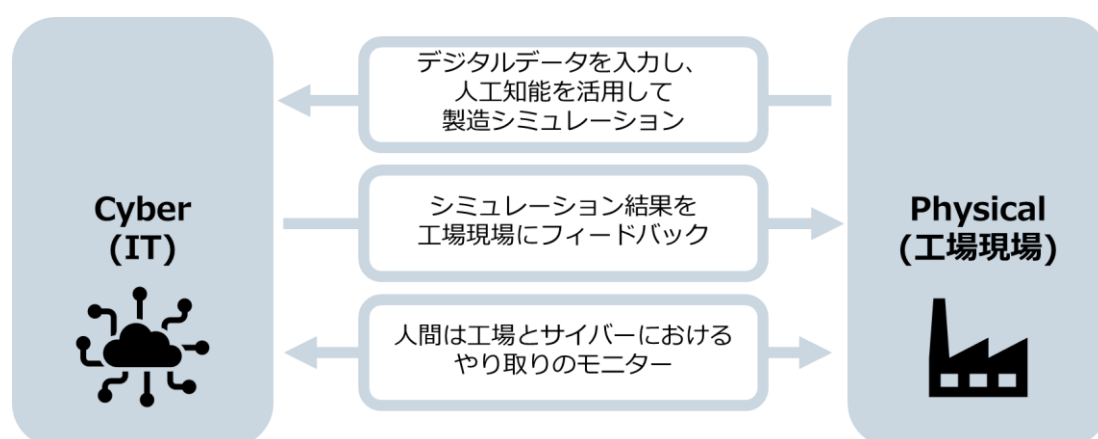 デジタルデータを入力し、
人工知能を活用して
製造シミュレーション
Cyber
(IT)
シミュレーション結果を
工場現場にフィードバック
Physical
(工場現場)
人間は工場とサイバーにおける
やり取りのモニター